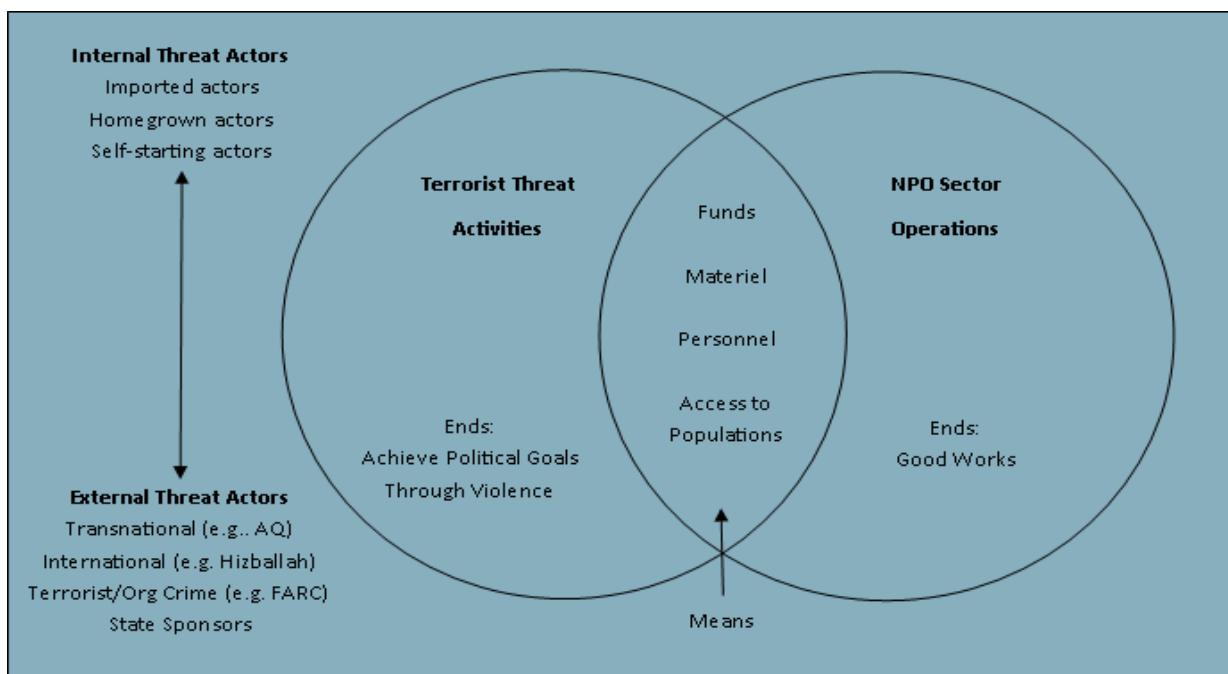 Internal Threat Actors
Imported actors
Homegrown actors
Self-starting actors
External Threat Actors
Transnational (e.g.. AQ)
International (e.g. Hizballah)
Terrorist/Org Crime (e.g. FARC)
State Sponsors
Terrorist Threat
Activities
Ends:
Achieve Political Goals
Through Violence
Funds
Materiel
Personnel
Access to
Populations
Means
NPO Sector
Operations
Ends:
Good Works